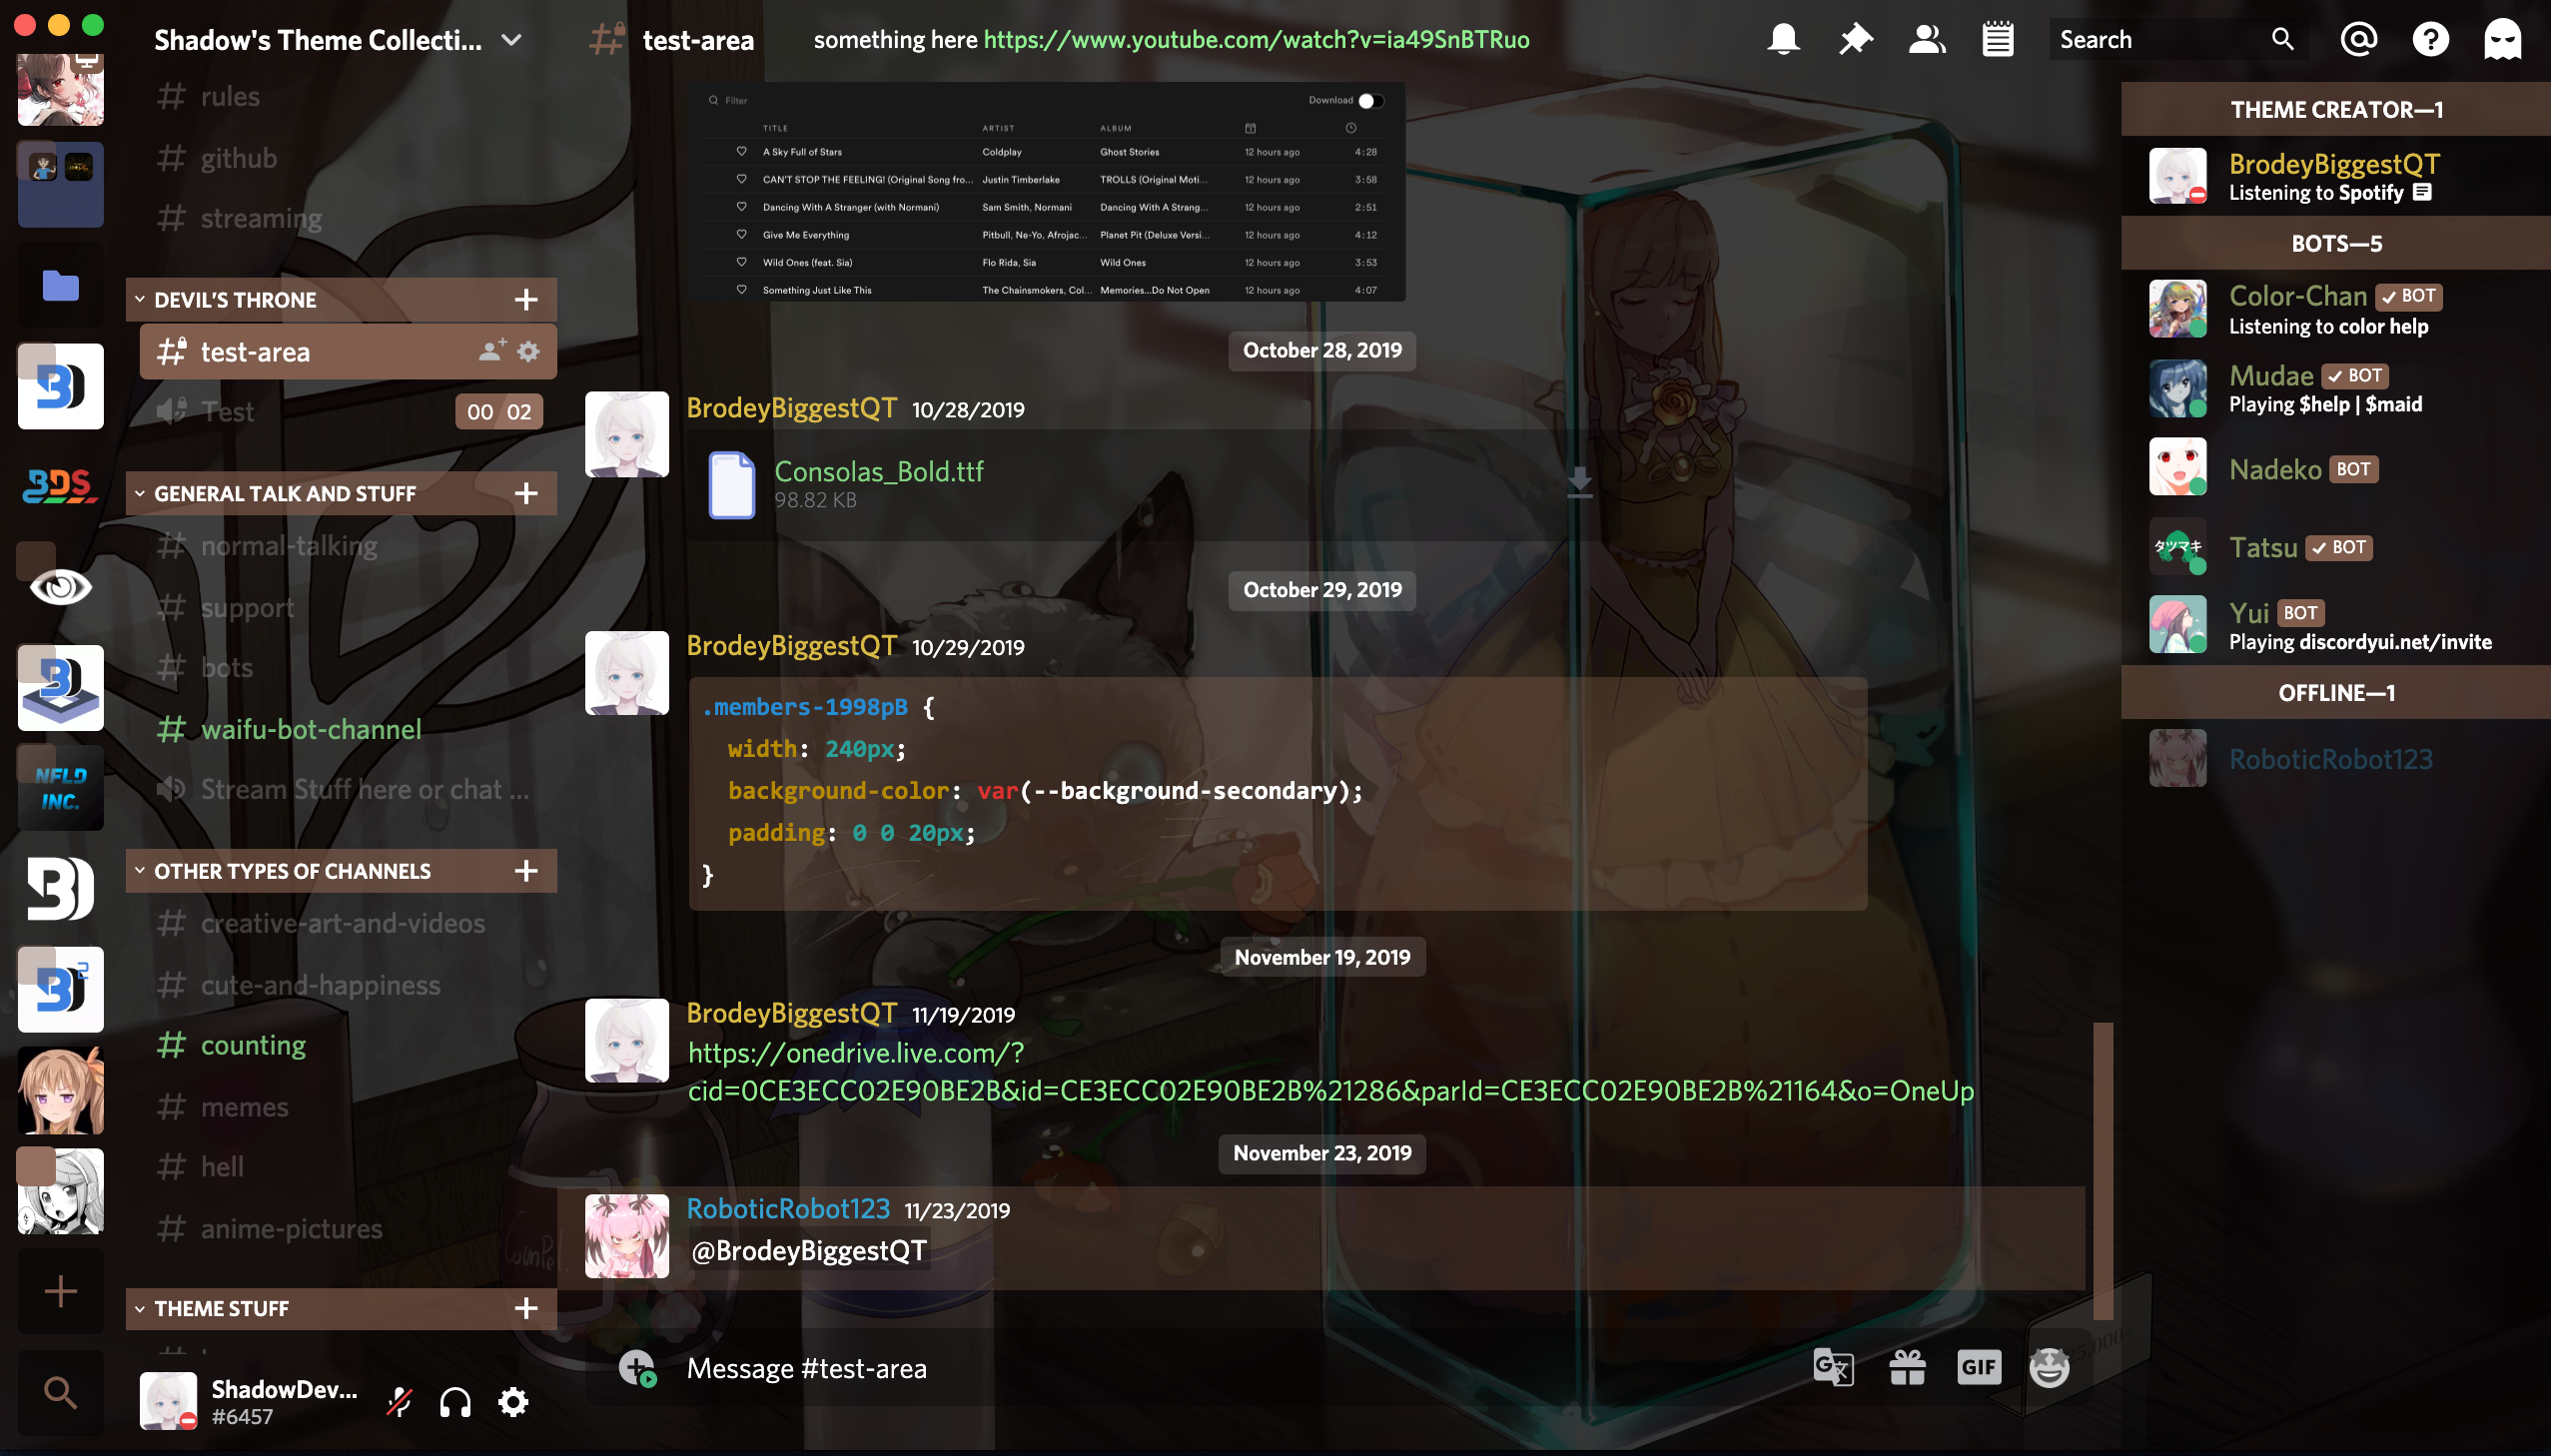 Shadow's Theme Collecti...
rules
github
streaming
DEVIL'S THRONE
test-area
Test
00 02
GENERAL TALK AND STUFF
normal-talking
support
bots
waifu-bot-channel
Stream Stuff here or chat ...
OTHER TYPES OF CHANNELS
creative-art-and-videos
cute-and-happiness
counting
memes
hell
anime-pictures
THEME STUFF
ShadowDev...
#6457
BDS
NFLD
INC.
test-area
something here https://www.youtube.com/watch?v=ia49SnBTRuo
Search
Filter
Download
TITLE ARTIST ALBUM
A Sky Full of Stars Coldplay Ghost Stories 12 hours ago 4:28
CAN'T STOP THE FEELING! (Original Song fro... Justin Timberlake TROLLS (Original Moti... 12 hours ago 3:58
Dancing With A Stranger (with Normani) Sam Smith, Normani Dancing With A Strang... 12 hours ago 2:51
Give Me Everything Pitbull, Ne-Yo, Afrojac... Planet Pit (Deluxe Versi... 12 hours ago 4:12
Wild Ones (feat. Sia) Flo Rida, Sia Wild Ones 12 hours ago 3:53
Something Just Like This The Chainsmokers, Col... Memories...Do Not Open 12 hours ago 4:07
October 28, 2019
BrodeyBiggestQT 10/28/2019
Consolas_Bold.ttf
98.82 KB
October 29, 2019
BrodeyBiggestQT 10/29/2019
.members-1998pB {
width: 240px;
background-color: var(--background-secondary);
padding: 0 0 20px;
}
November 19, 2019
BrodeyBiggestQT 11/19/2019
https://onedrive.live.com/?
cid=0CE3ECC02E90BE2B&id=CE3ECC02E90BE2B%21286&parId=CE3ECC02E90BE2B%21164&o=OneUp
November 23, 2019
RoboticRobot123 11/23/2019
@BrodeyBiggestQT
Message #test-area
GIF
THEME CREATOR—1
BrodeyBiggestQT
Listening to Spotify
BOTS—5
Color-Chan BOT
Listening to color help
Mudae BOT
Playing $help | $maid
Nadeko BOT
タツマキ
Tatsu BOT
Yui BOT
Playing discordyui.net/invite
OFFLINE—1
RoboticRobot123